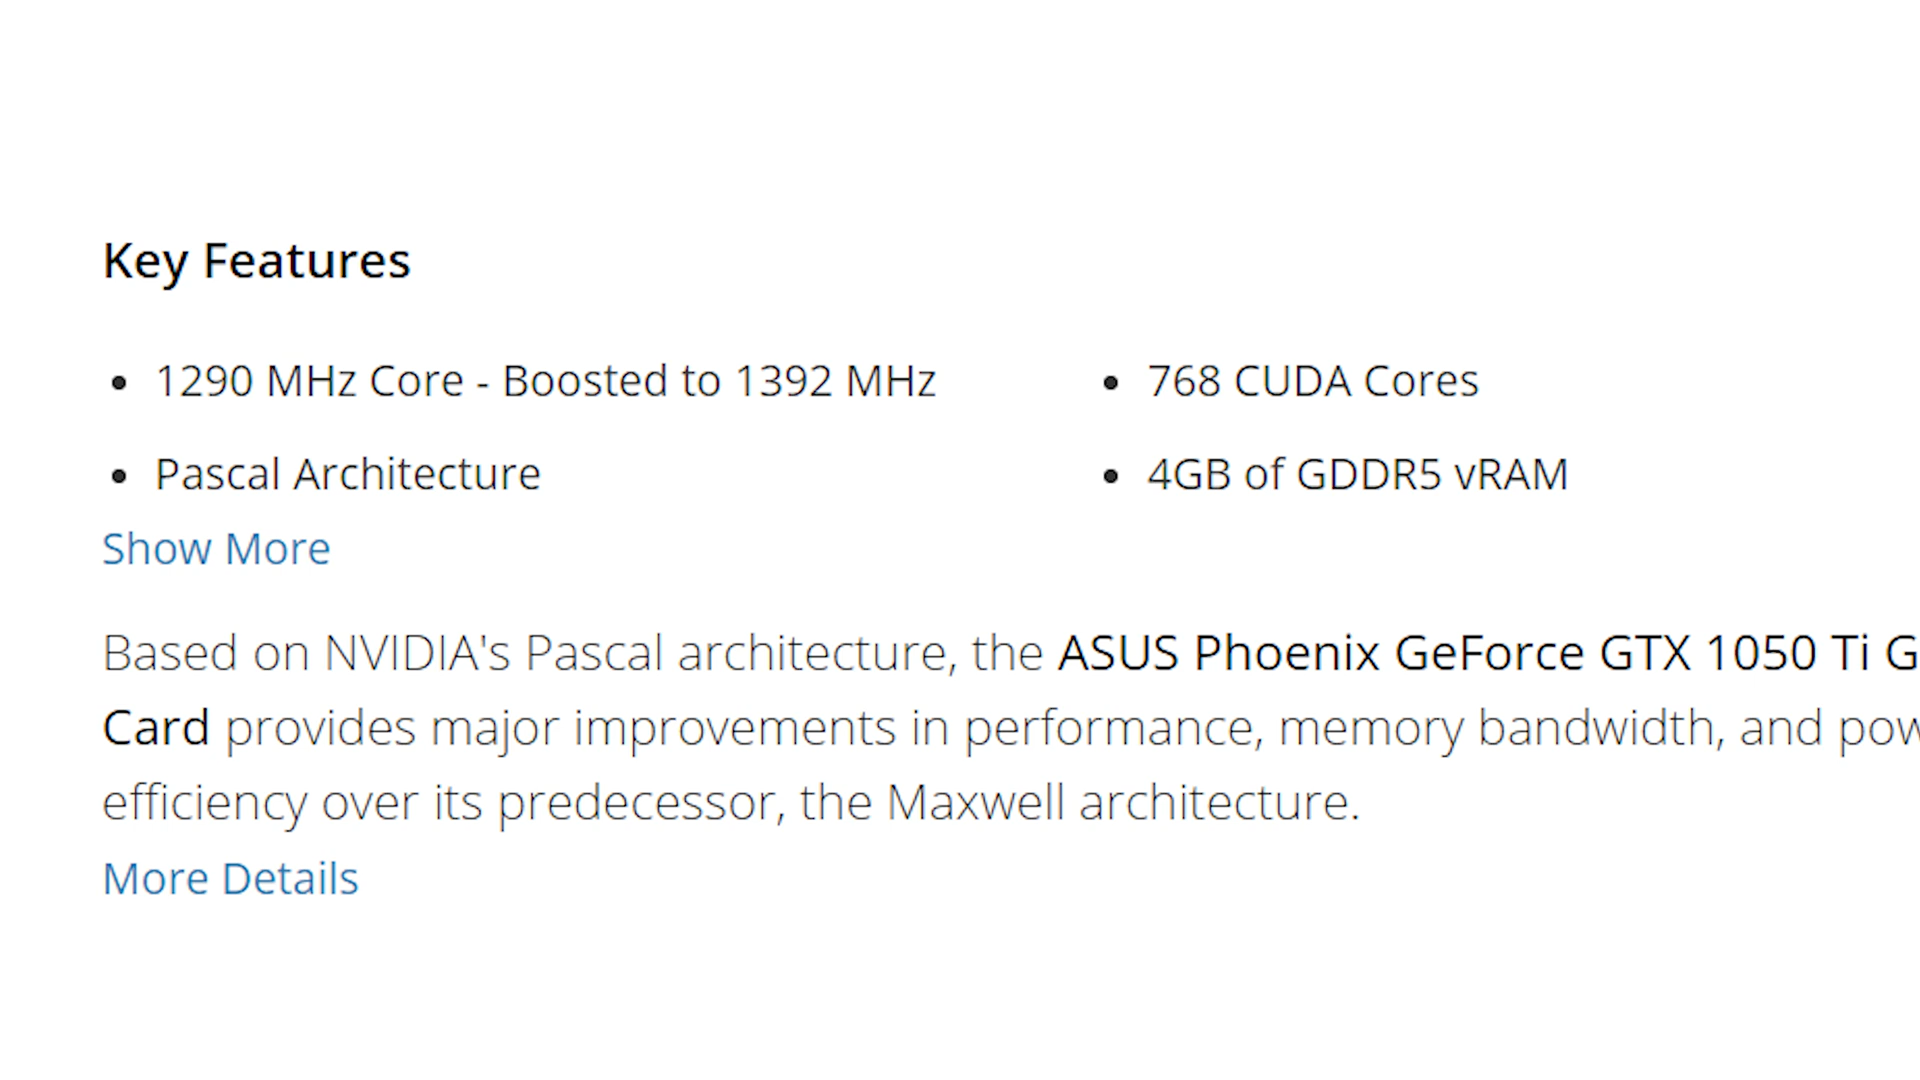 Key Features
1290 MHz Core - Boosted to 1392 MHz
768 CUDA Cores
Pascal Architecture
4GB of GDDR5 vRAM
Show More
Based on NVIDIA's Pascal architecture, the ASUS Phoenix GeForce GTX 1050 Ti G
Card provides major improvements in performance, memory bandwidth, and pow
efficiency over its predecessor, the Maxwell architecture.
More Details